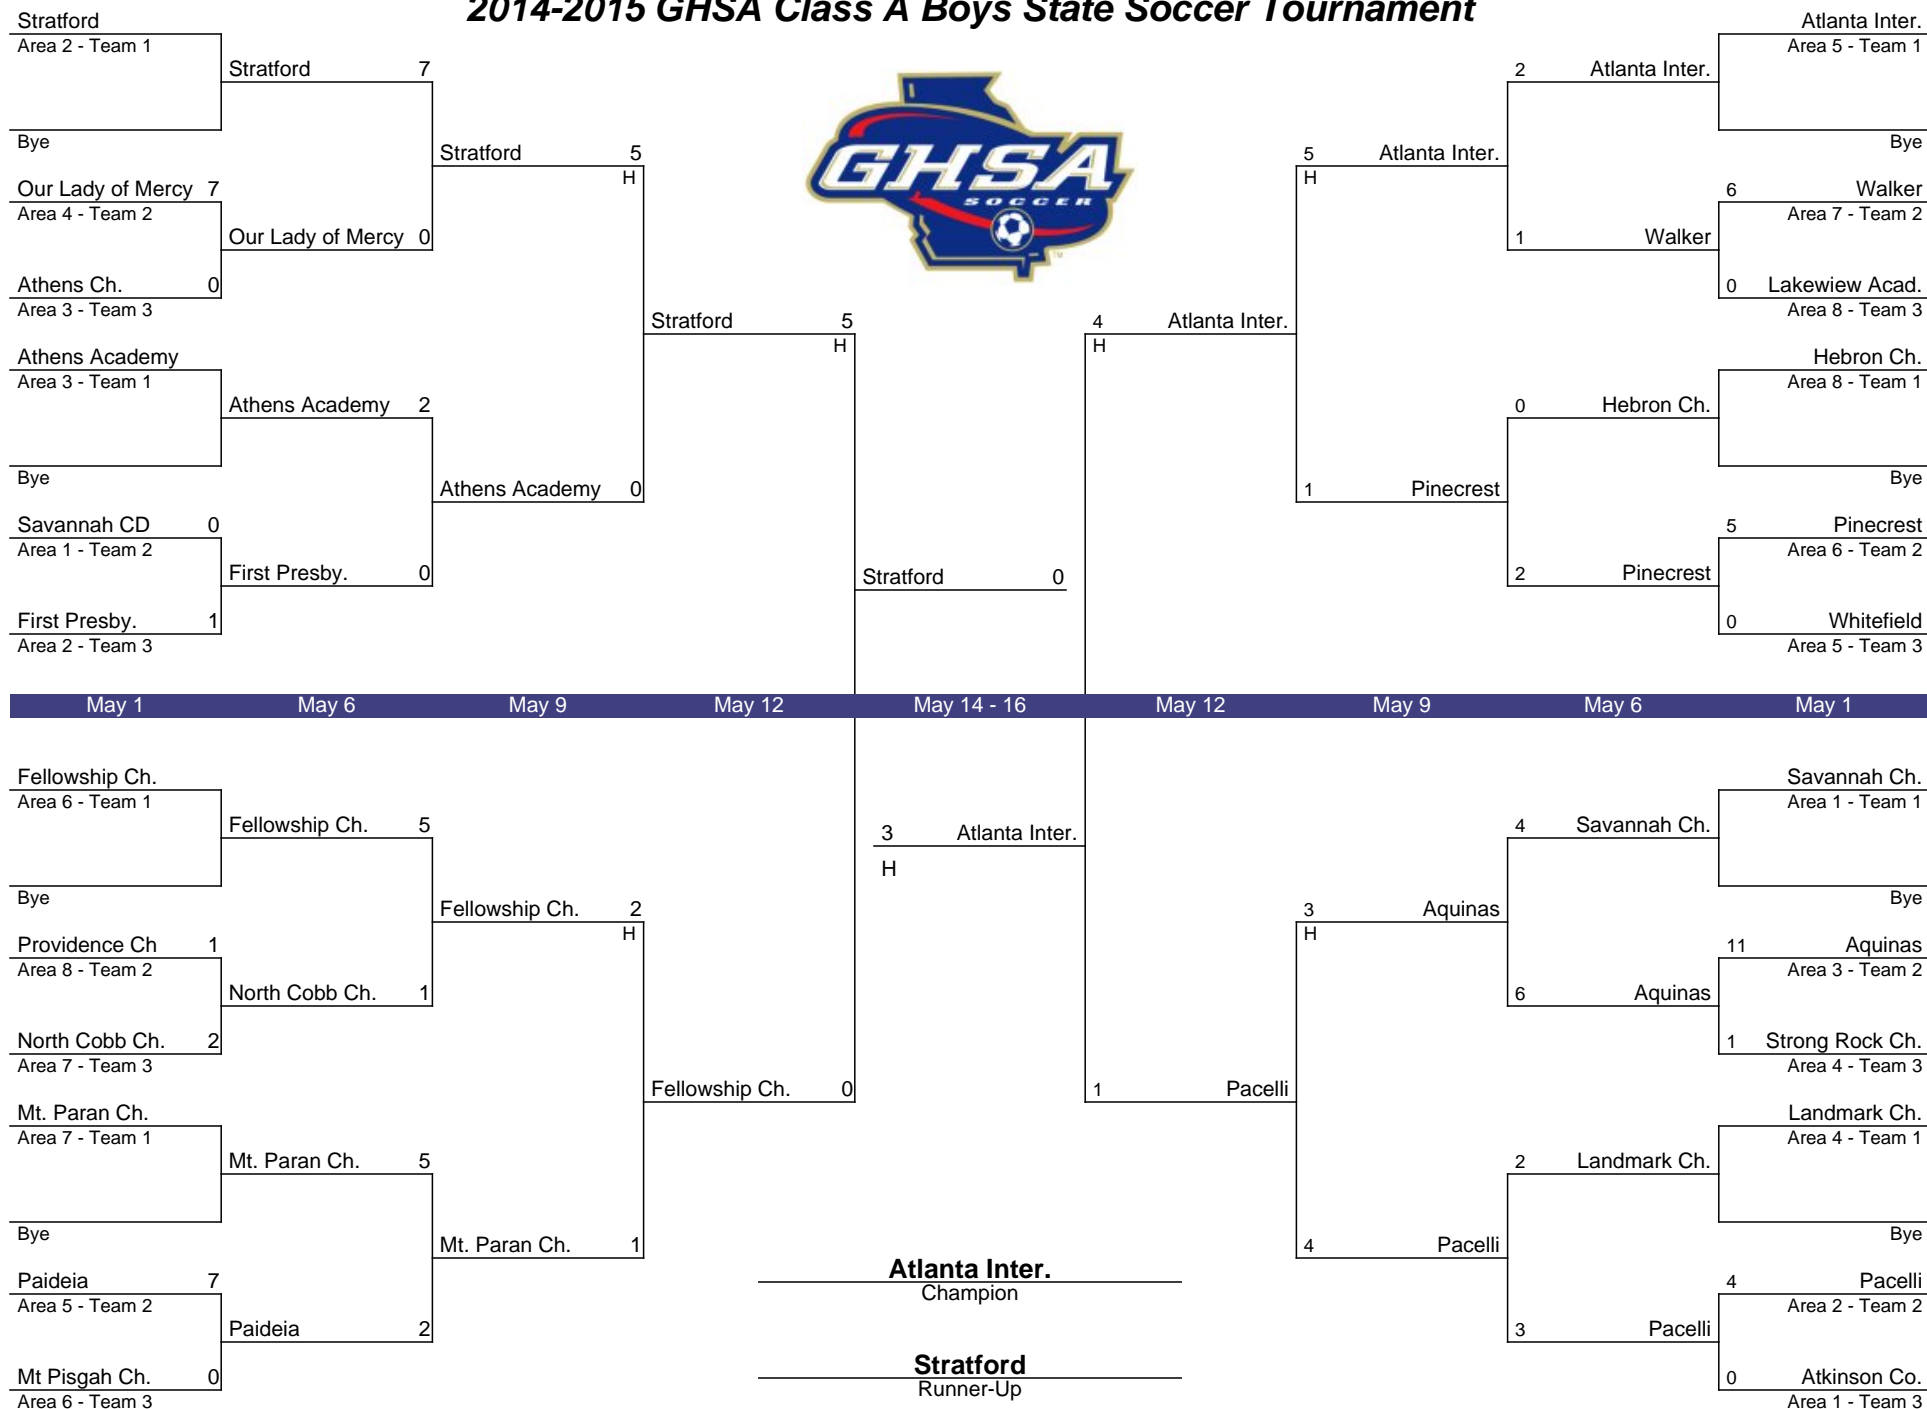 2014-2015 GHSA Class A Boys State Soccer Tournament
GHSA
SOCCER
TM
Stratford
Area 2 - Team 1
Bye
Our Lady of Mercy 7
Area 4 - Team 2
Athens Ch. 0
Area 3 - Team 3
Athens Academy
Area 3 - Team 1
Bye
Savannah CD 0
Area 1 - Team 2
First Presby. 1
Area 2 - Team 3
Stratford 7
Our Lady of Mercy 0
Athens Academy 2
First Presby. 0
Stratford 5
H
Athens Academy 0
Stratford 5
H
Stratford 0
4 Atlanta Inter.
H
5 Atlanta Inter.
H
1 Pinecrest
2 Atlanta Inter.
1 Walker
0 Hebron Ch.
2 Pinecrest
Atlanta Inter.
Area 5 - Team 1
Bye
6 Walker
Area 7 - Team 2
0 Lakewiew Acad.
Area 8 - Team 3
Hebron Ch.
Area 8 - Team 1
Bye
5 Pinecrest
Area 6 - Team 2
0 Whitefield
Area 5 - Team 3
May 1 May 6 May 9 May 12 May 14 - 16 May 12 May 9 May 6 May 1
Fellowship Ch.
Area 6 - Team 1
Bye
Providence Ch 1
Area 8 - Team 2
North Cobb Ch. 2
Area 7 - Team 3
Mt. Paran Ch.
Area 7 - Team 1
Bye
Paideia 7
Area 5 - Team 2
Mt Pisgah Ch. 0
Area 6 - Team 3
Fellowship Ch. 5
North Cobb Ch. 1
Mt. Paran Ch. 5
Paideia 2
Fellowship Ch. 2
H
Mt. Paran Ch. 1
Fellowship Ch. 0
3 Atlanta Inter.
H
1 Pacelli
3 Aquinas
H
4 Pacelli
4 Savannah Ch.
6 Aquinas
2 Landmark Ch.
3 Pacelli
Savannah Ch.
Area 1 - Team 1
Bye
11 Aquinas
Area 3 - Team 2
1 Strong Rock Ch.
Area 4 - Team 3
Landmark Ch.
Area 4 - Team 1
Bye
4 Pacelli
Area 2 - Team 2
0 Atkinson Co.
Area 1 - Team 3
Atlanta Inter.
Champion
Stratford
Runner-Up